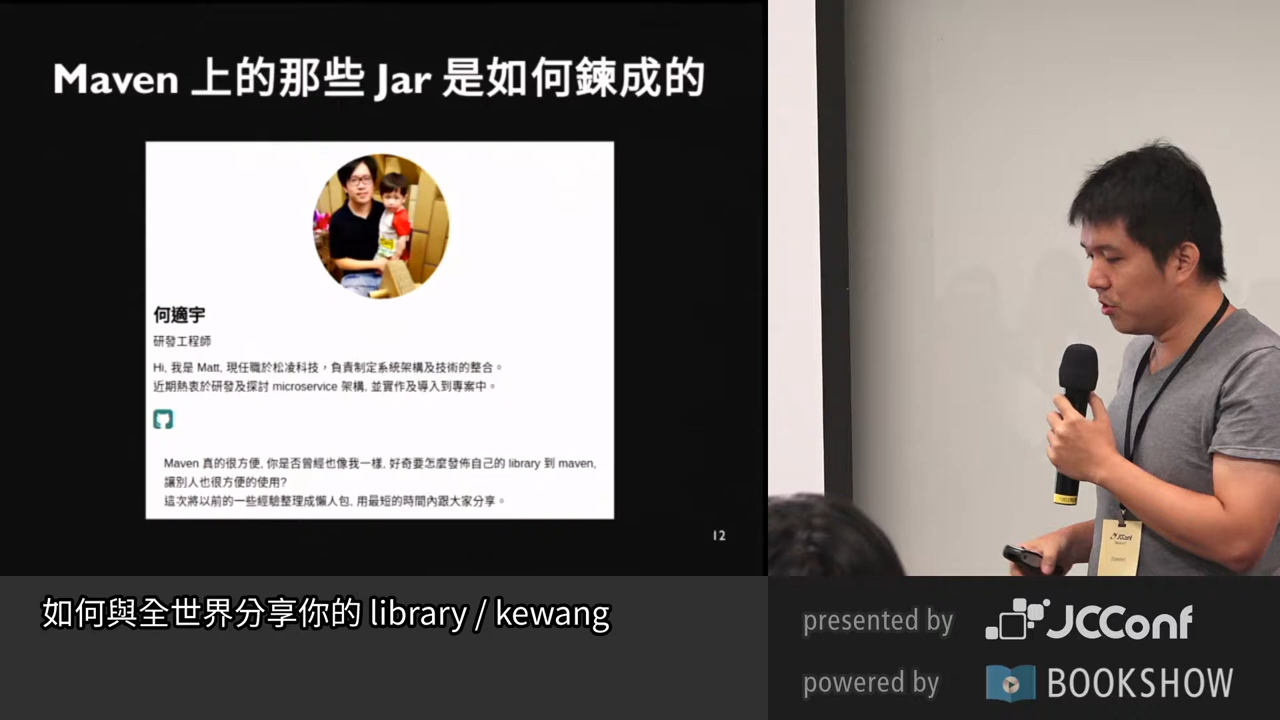 Maven 上的那些 Jar 是如何鍊成的
何適宇
研發工程師
Hi, 我是 Matt, 現任職於松凌科技，負責制定系統架構及技術的整合。
近期熱衷於研發及探討 microservice 架構, 並實作及導入到專案中。
Maven 真的很方便, 你是否曾經也像我一樣, 好奇要怎麼發佈自己的 library 到 maven,
讓別人也很方便的使用?
這次將以前的一些經驗整理成懶人包, 用最短的時間內跟大家分享。
12
JCConf
如何與全世界分享你的 library / kewang
presented by JCConf
powered by BOOKSHOW